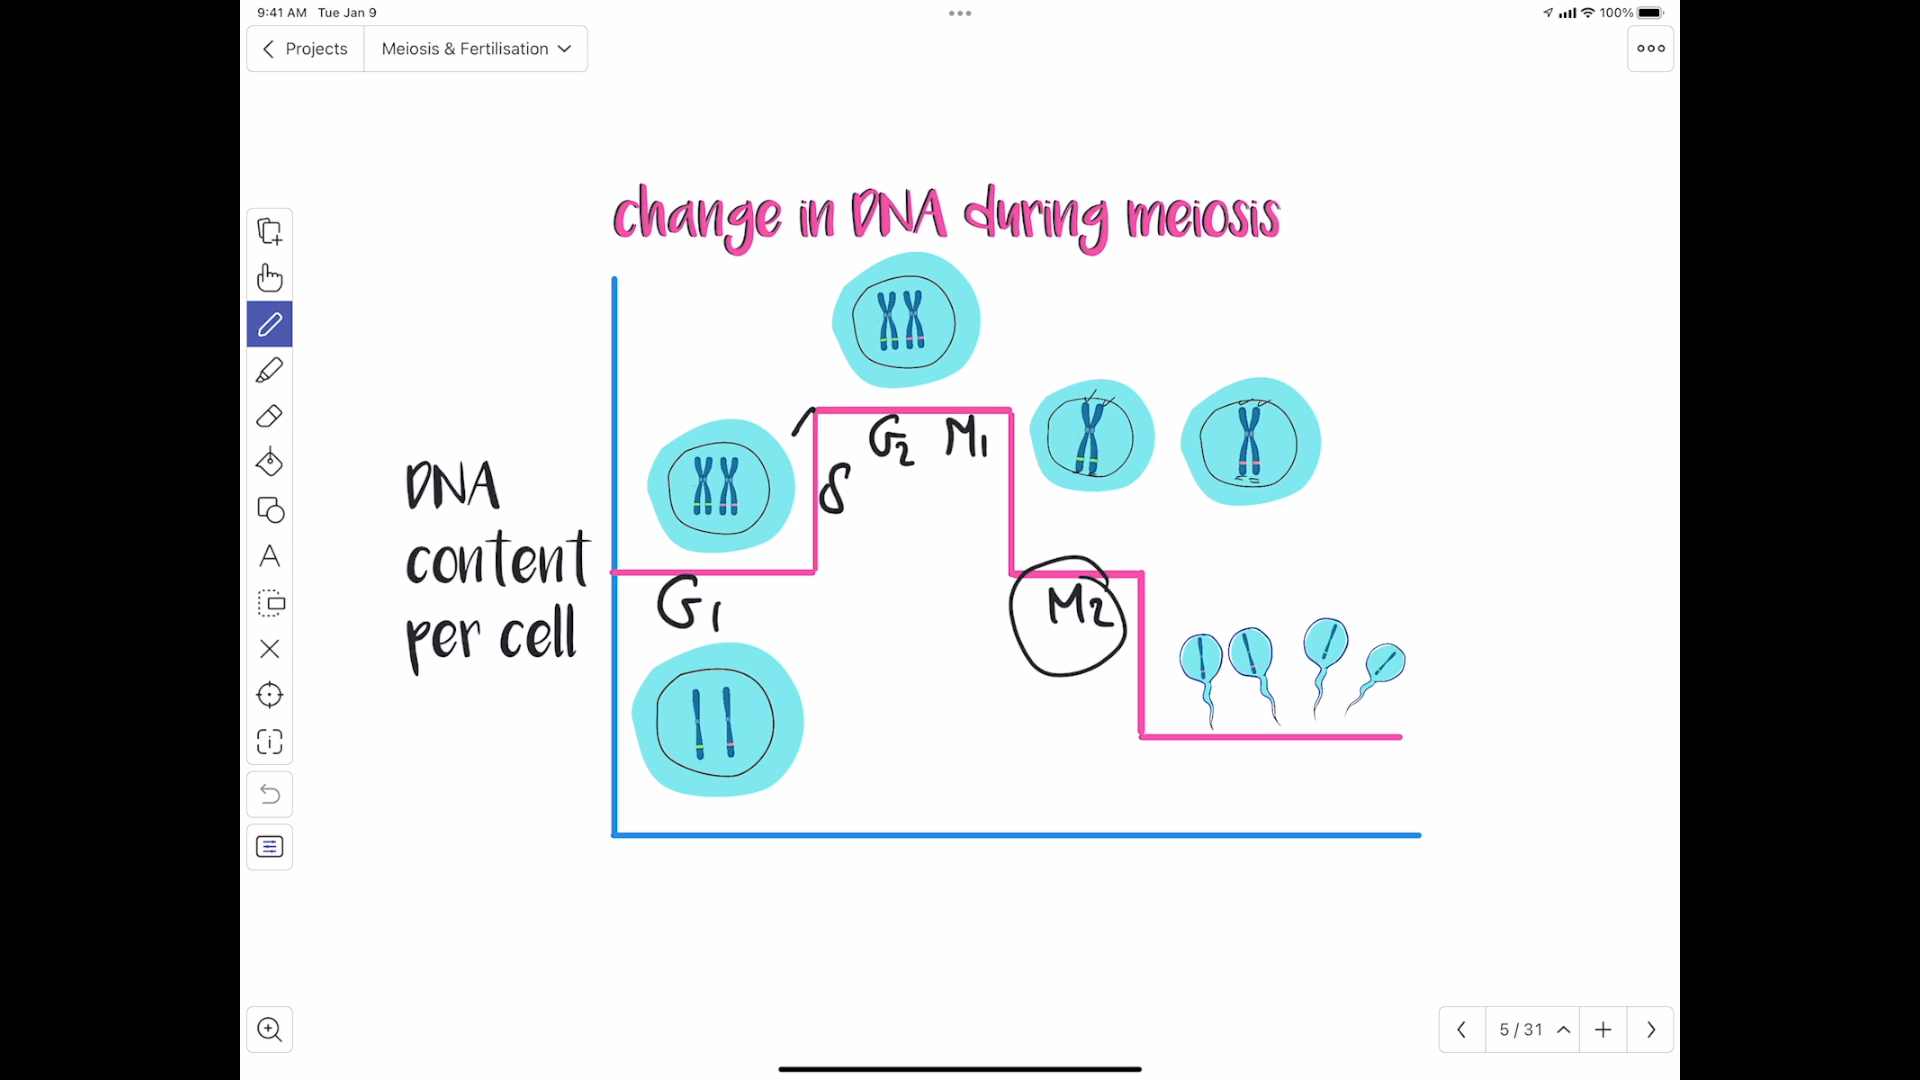 9:41 AM Tue Jan 9
100%
Projects
Meiosis & Fertilisation
change in DNA during meiosis
G2 M1
S
DNA
content
per cell
G1
M2
A
5 / 31